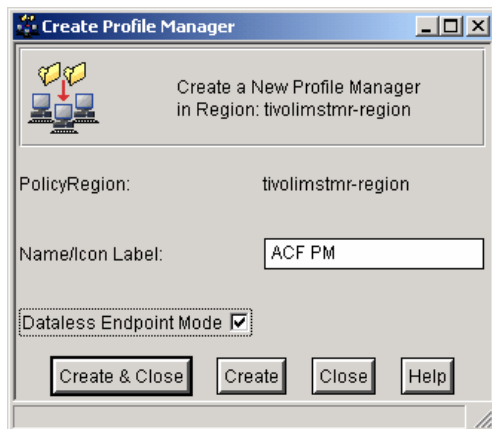 Create Profile Manager
Create a New Profile Manager
in Region: tivolimstmr-region
PolicyRegion: tivolimstmr-region
Name/Icon Label: ACF PM
Dataless Endpoint Mode
Create & Close Create Close Help